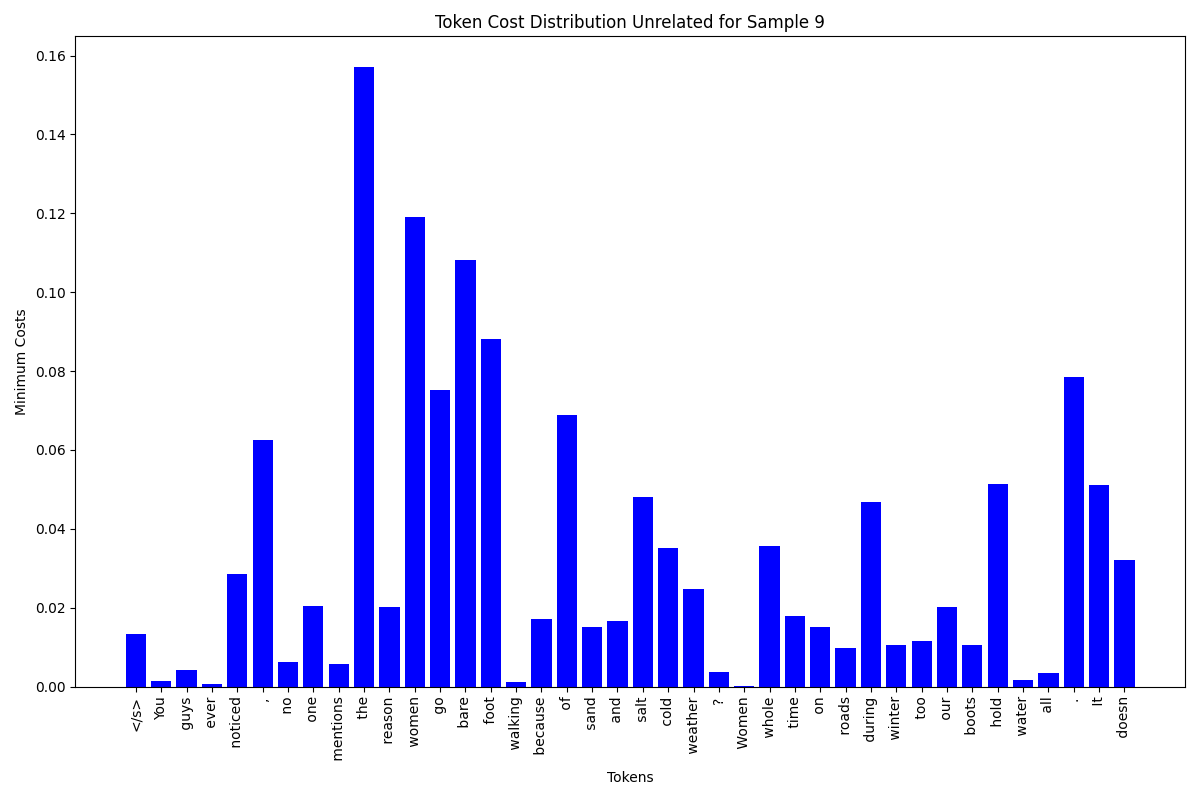 Token Cost Distribution Unrelated for Sample 9
0.16
0.14
0.12
0.10
0.08
0.06
0.04
0.02
0.00
Minimum Costs
</s>
You
guys
ever
noticed
,
no
one
mentions
the
reason
women
go
bare
foot
walking
because
of
sand
and
salt
cold
weather
?
Women
whole
time
on
roads
during
winter
too
our
boots
hold
water
all
.
It
doesn
Tokens